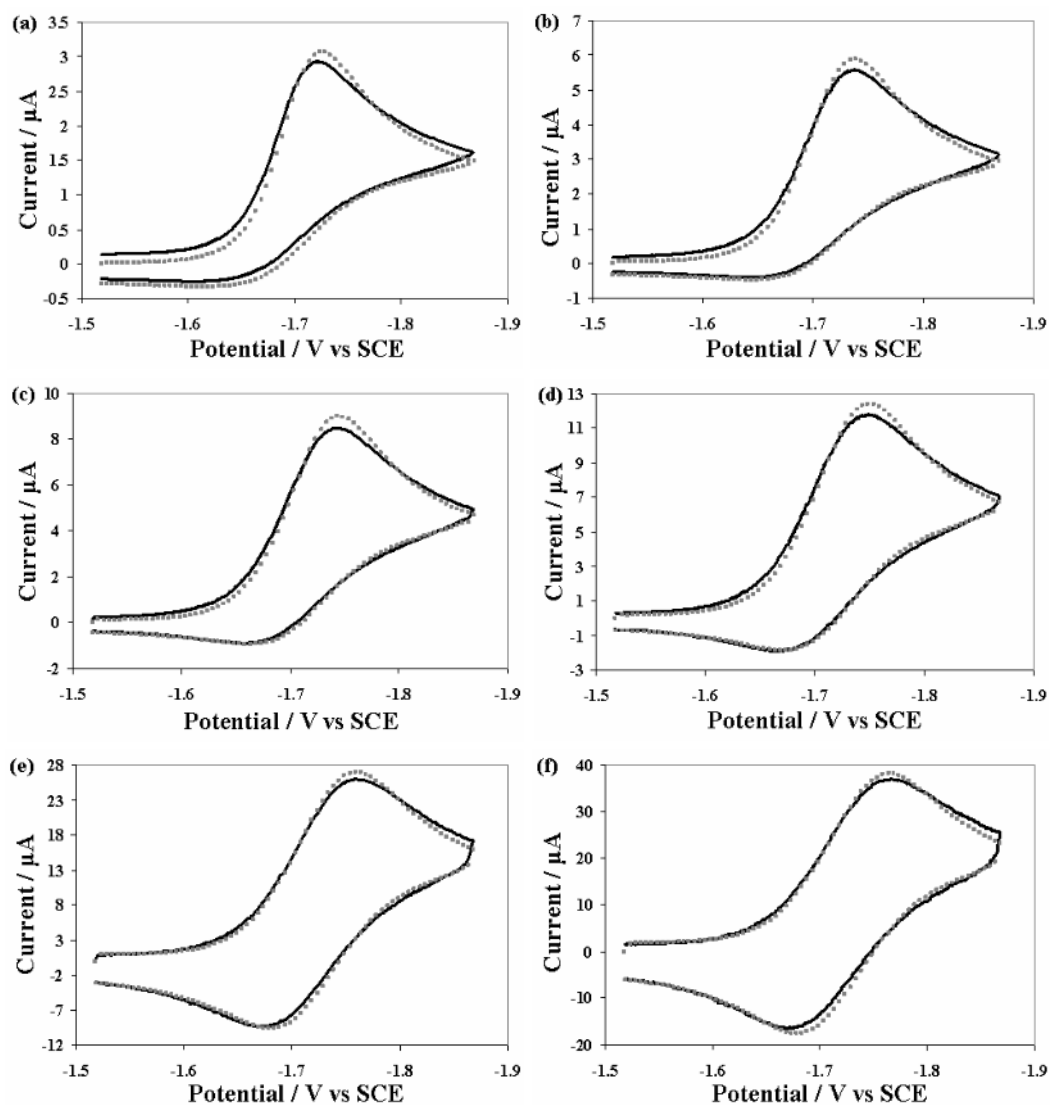 (a)
3.5
3
2.5
2
1.5
1
0.5
0
-0.5
Current / µA
-1.5 -1.6 -1.7 -1.8 -1.9
Potential / V vs SCE
(b)
7
6
5
4
3
2
1
0
-1
Current / µA
-1.5 -1.6 -1.7 -1.8 -1.9
Potential / V vs SCE
(c)
10
8
6
4
2
0
-2
Current / µA
-1.5 -1.6 -1.7 -1.8 -1.9
Potential / V vs SCE
(d)
13
11
9
7
5
3
1
-1
-3
Current / µA
-1.5 -1.6 -1.7 -1.8 -1.9
Potential / V vs SCE
(e)
28
23
18
13
8
3
-2
-7
-12
Current / µA
-1.5 -1.6 -1.7 -1.8 -1.9
Potential / V vs SCE
(f)
40
30
20
10
0
-10
-20
Current / µA
-1.5 -1.6 -1.7 -1.8 -1.9
Potential / V vs SCE